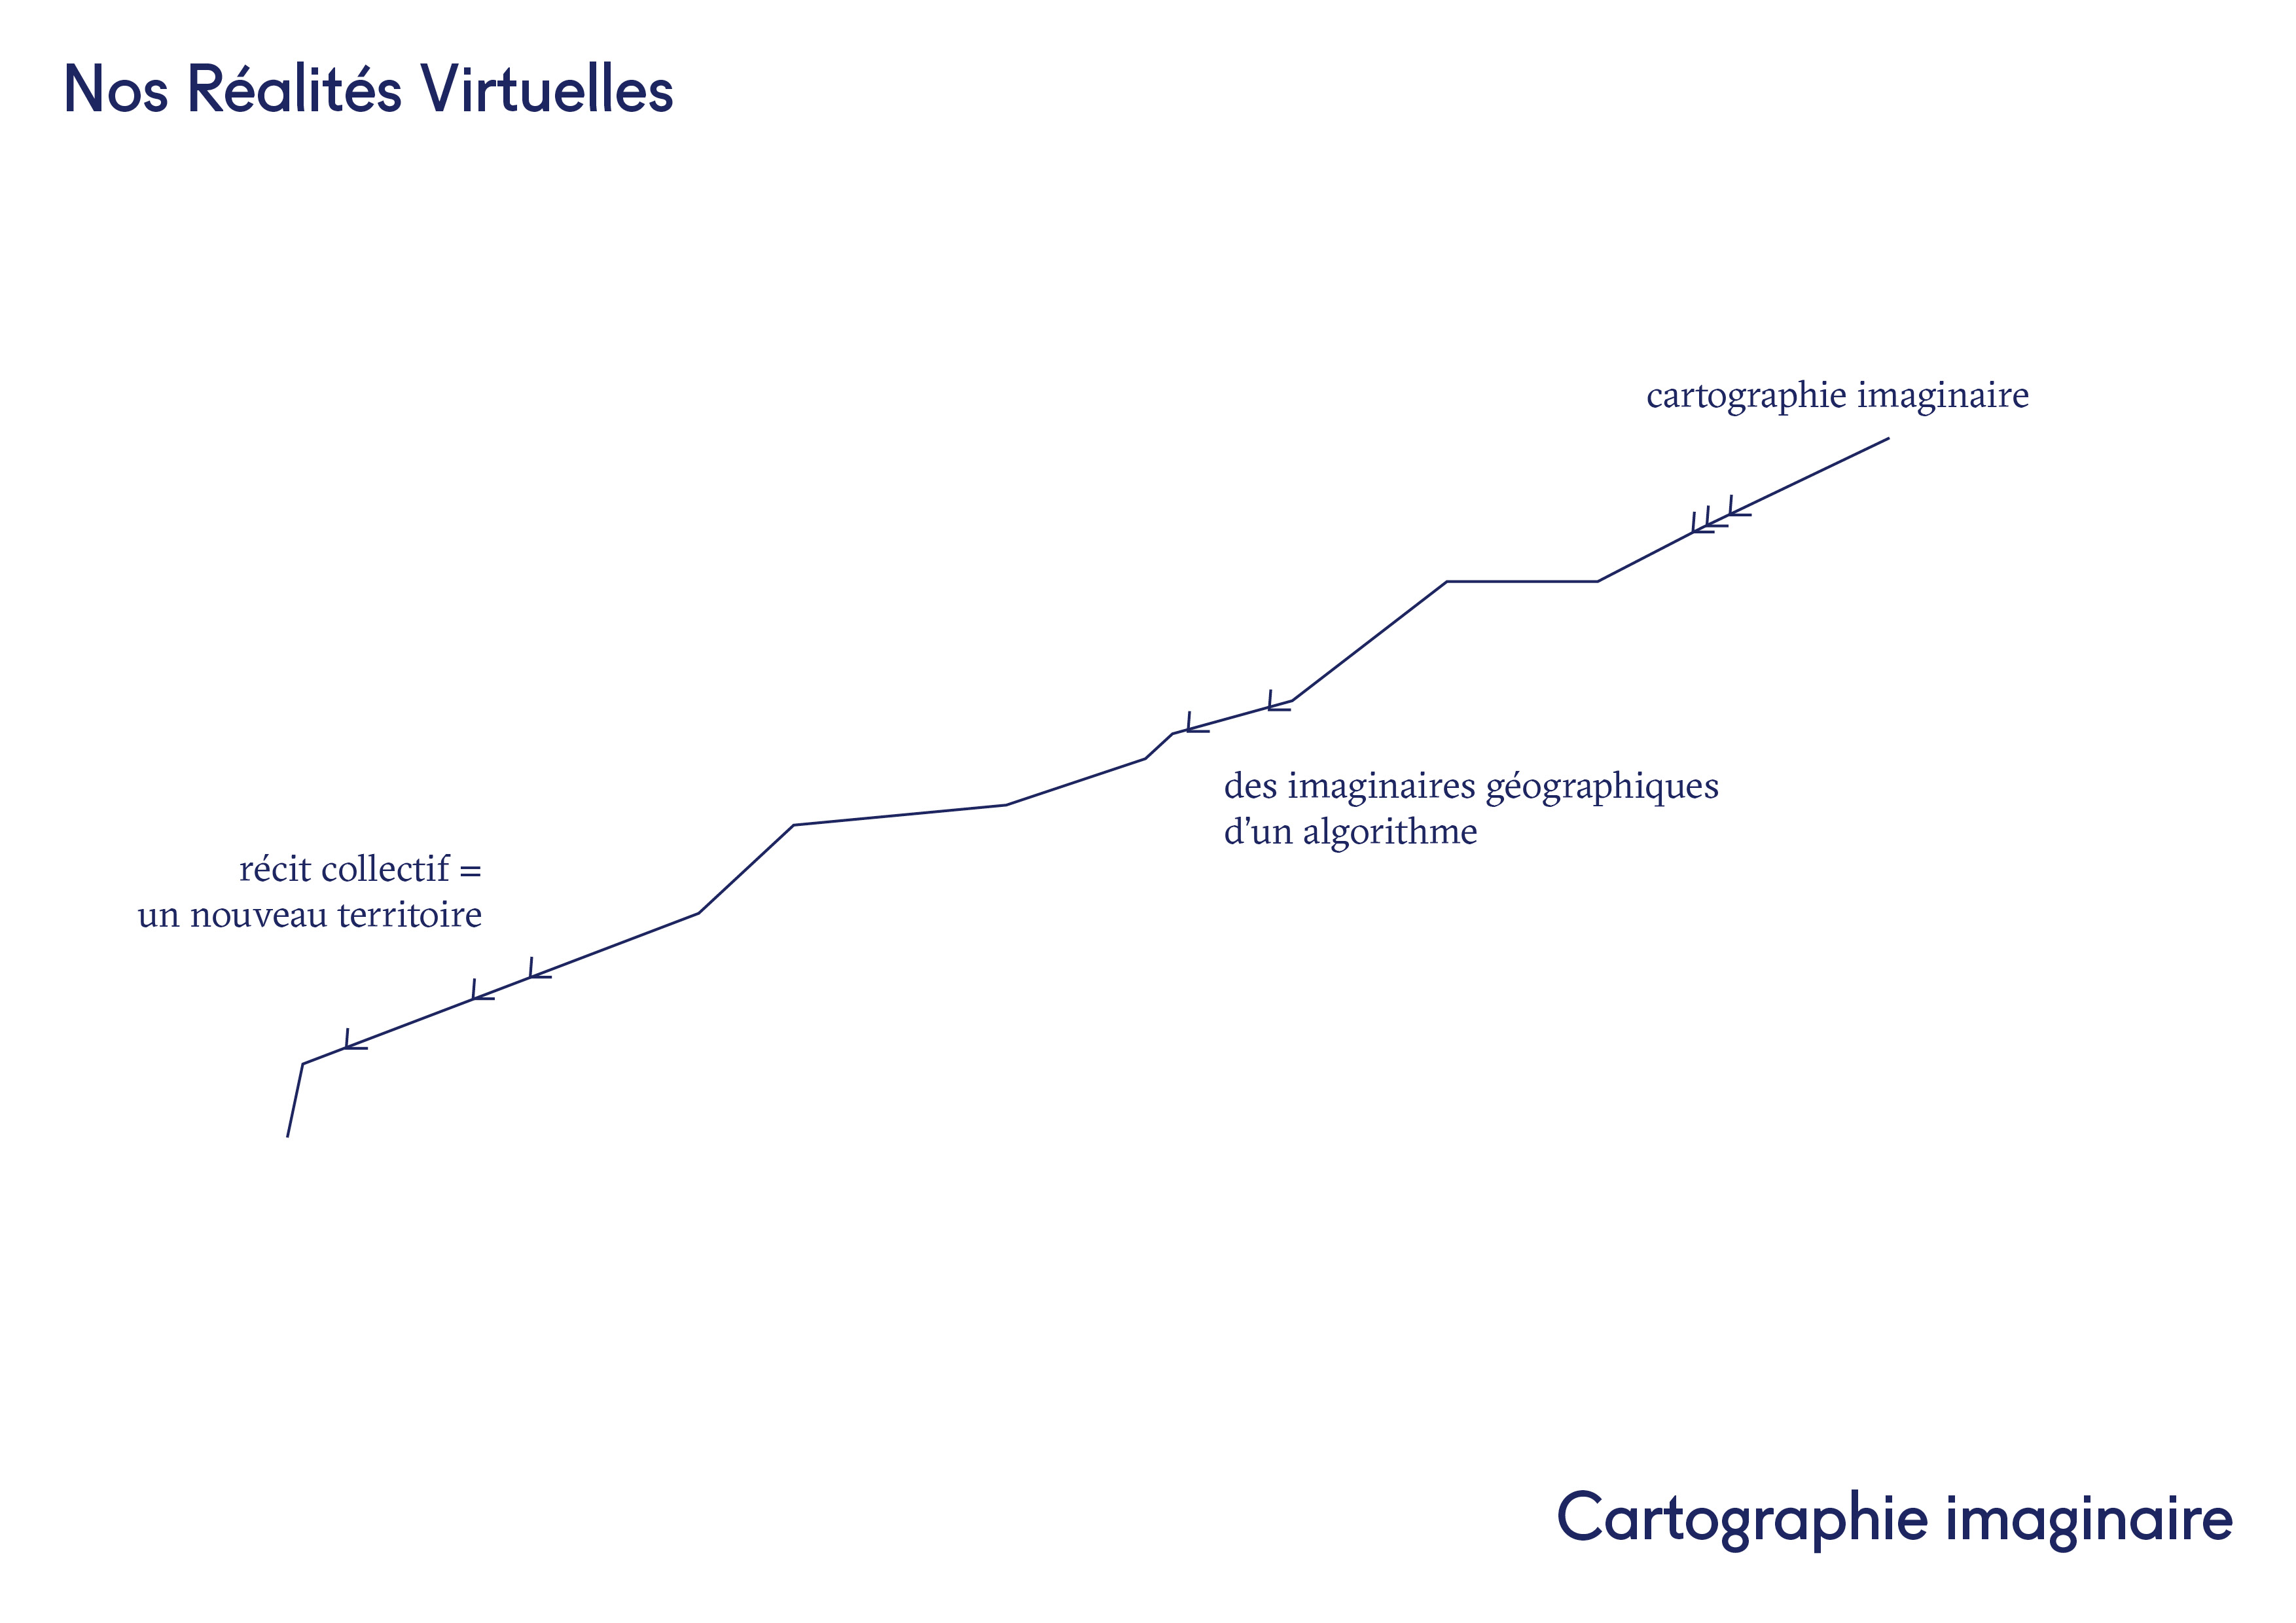 Nos Réalités Virtuelles
cartographie imaginaire
des imaginaires géographiques
d'un algorithme
récit collectif =
un nouveau territoire
Cartographie imaginaire